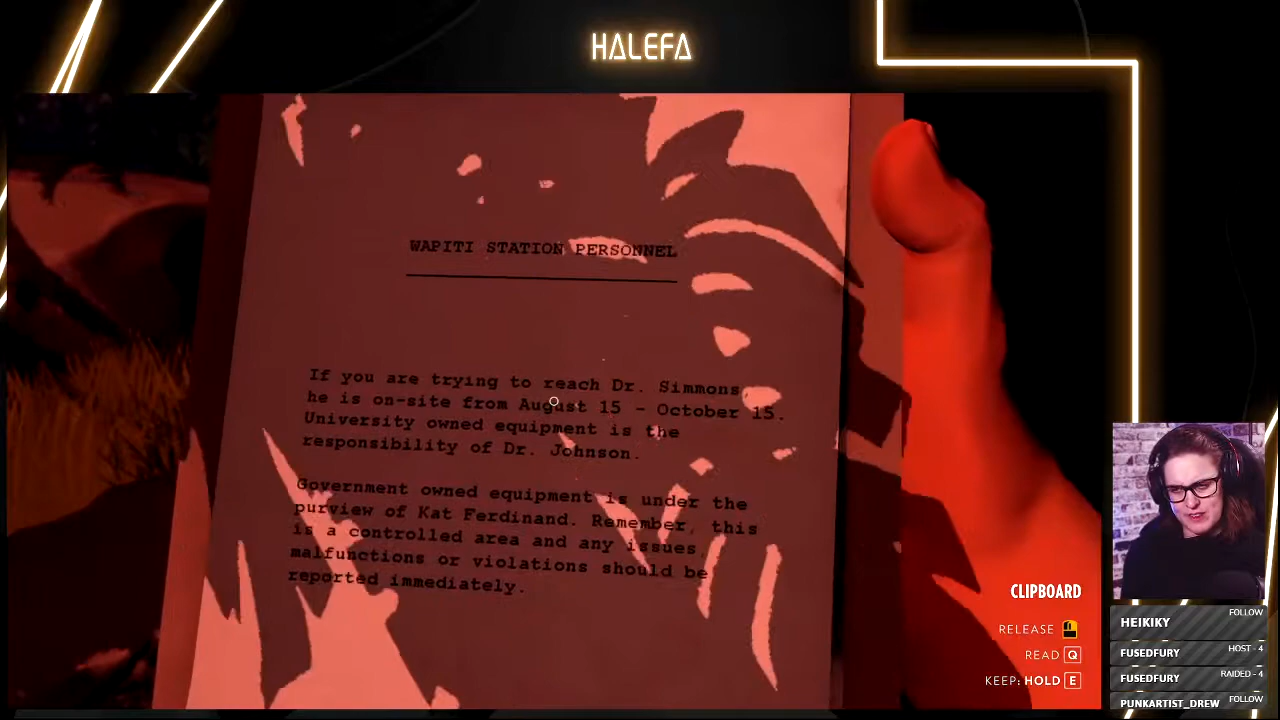 HALEFA
WAPITI STATION PERSONNEL
If you are trying to reach Dr. Simmons
he is on-site from August 15 - October 15.
University owned equipment is the
responsibility of Dr. Johnson.
Government owned equipment is under the
purview of Kat Ferdinand. Remember, this
is a controlled area and any issues,
malfunctions or violations should be
reported immediately.
CLIPBOARD
RELEASE
READ Q
KEEP: HOLD E
HEIKIKY FOLLOW
FUSEDFURY HOST - 4
FUSEDFURY RAIDED - 4
PUNKARTIST_DREW FOLLOW